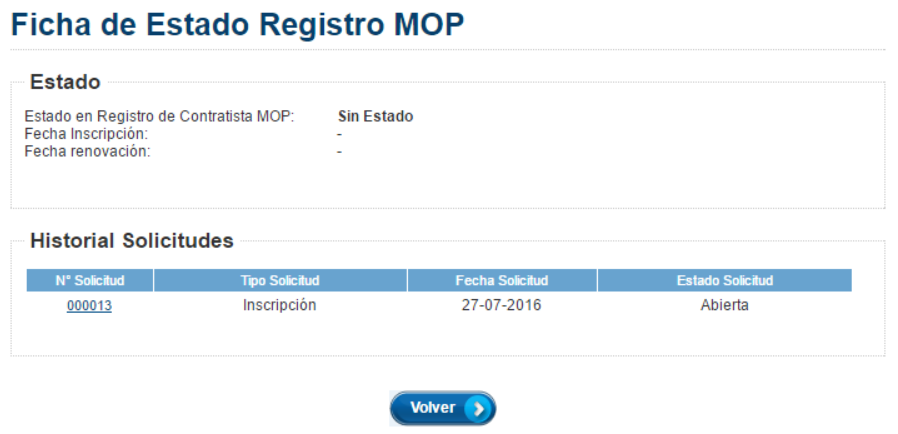 Ficha de Estado Registro MOP
Estado
Estado en Registro de Contratista MOP: Sin Estado
Fecha Inscripción: -
Fecha renovación: -
Historial Solicitudes
N° Solicitud Tipo Solicitud Fecha Solicitud Estado Solicitud
000013 Inscripción 27-07-2016 Abierta
Volver